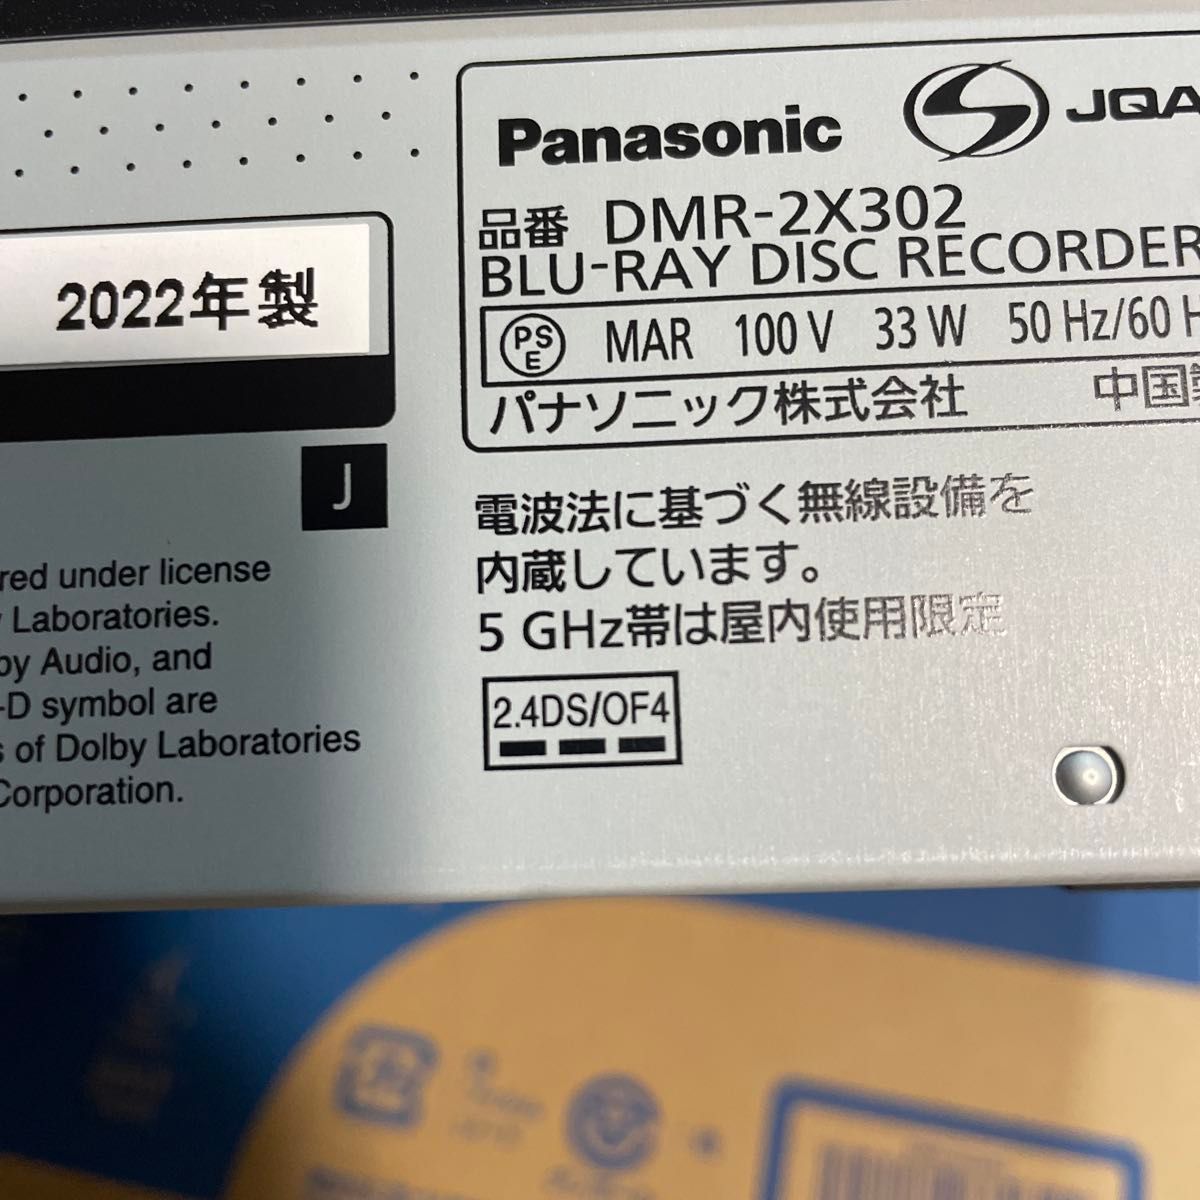 Panasonic
JQA
品番 DMR-2X302
BLU-RAY DISC RECORDER
PS E MAR 100 V 33 W 50 Hz/60 H
パナソニック株式会社 中国製
2022年製
J
電波法に基づく無線設備を
内蔵しています。
5 GHz帯は屋内使用限定
2.4DS/OF4
red under license
y Laboratories.
by Audio, and
-D symbol are
s of Dolby Laboratories
Corporation.